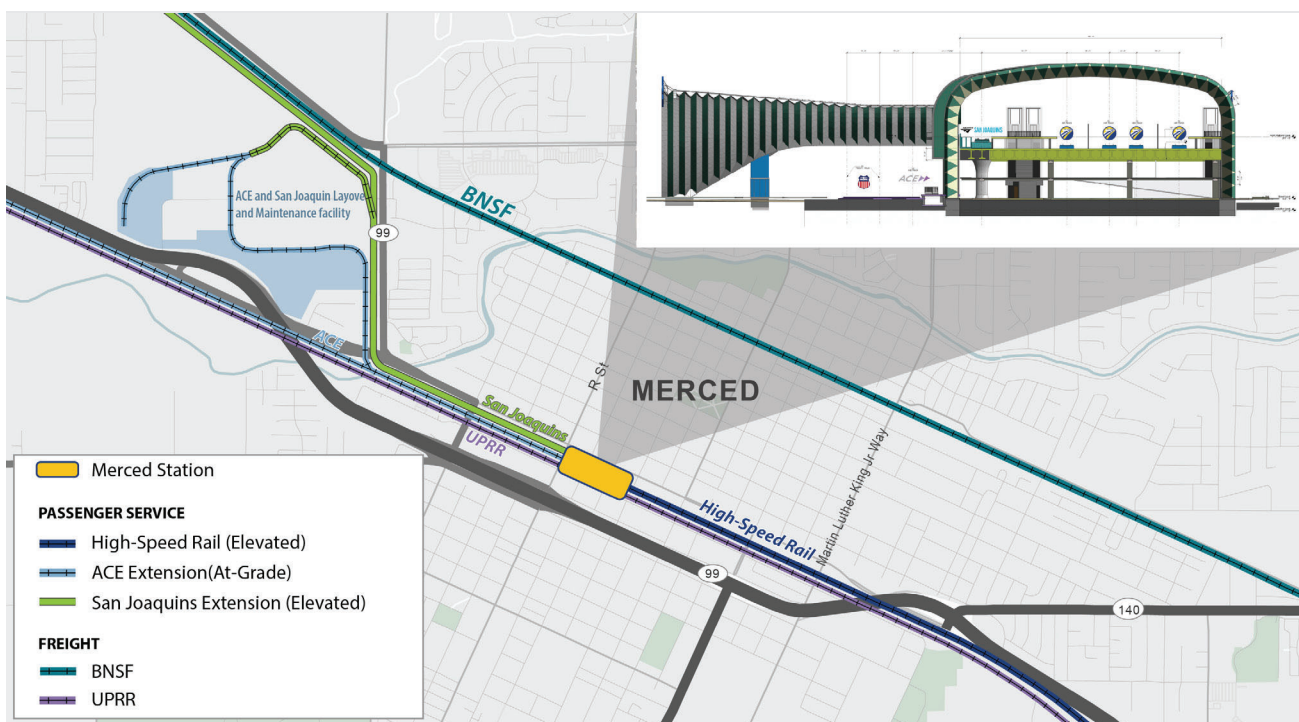 SAN JOAQUINS
ACE
ACE and San Joaquin Layove
and Maintenance facility
BNSF
99
ACE
R St
MERCED
San Joaquins
UPRR
Martin Luther King Jr Way
High-Speed Rail
99
140
Merced Station
PASSENGER SERVICE
High-Speed Rail (Elevated)
ACE Extension(At-Grade)
San Joaquins Extension (Elevated)
FREIGHT
BNSF
UPRR